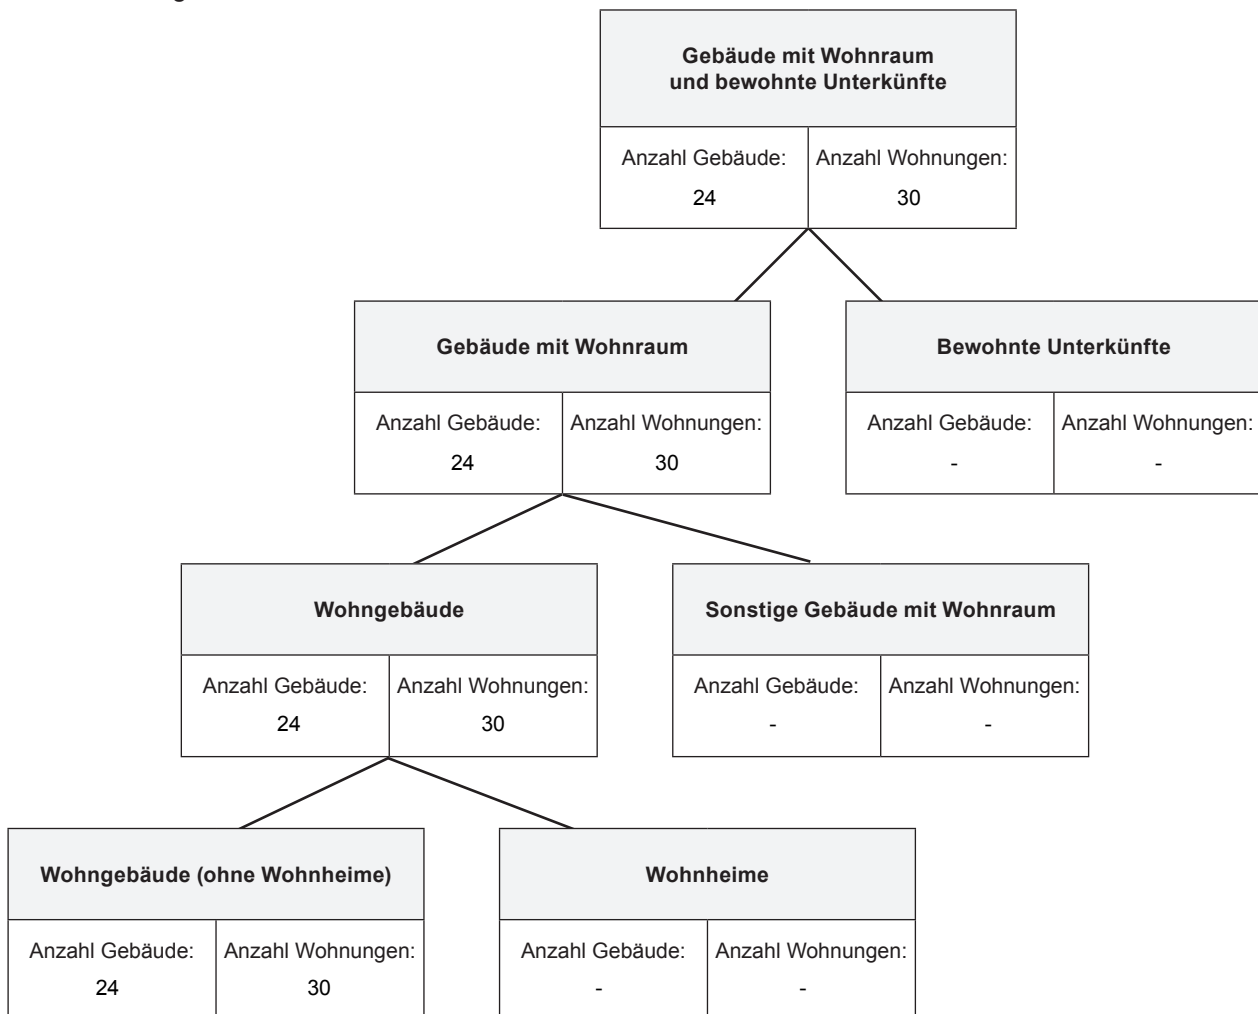 Gebäude mit Wohnraum
und bewohnte Unterkünfte
Anzahl Gebäude: Anzahl Wohnungen:
24 30
Gebäude mit Wohnraum Bewohnte Unterkünfte
Anzahl Gebäude: Anzahl Wohnungen: Anzahl Gebäude: Anzahl Wohnungen:
24 30 - -
Wohngebäude Sonstige Gebäude mit Wohnraum
Anzahl Gebäude: Anzahl Wohnungen: Anzahl Gebäude: Anzahl Wohnungen:
24 30 - -
Wohngebäude (ohne Wohnheime) Wohnheime
Anzahl Gebäude: Anzahl Wohnungen: Anzahl Gebäude: Anzahl Wohnungen:
24 30 - -